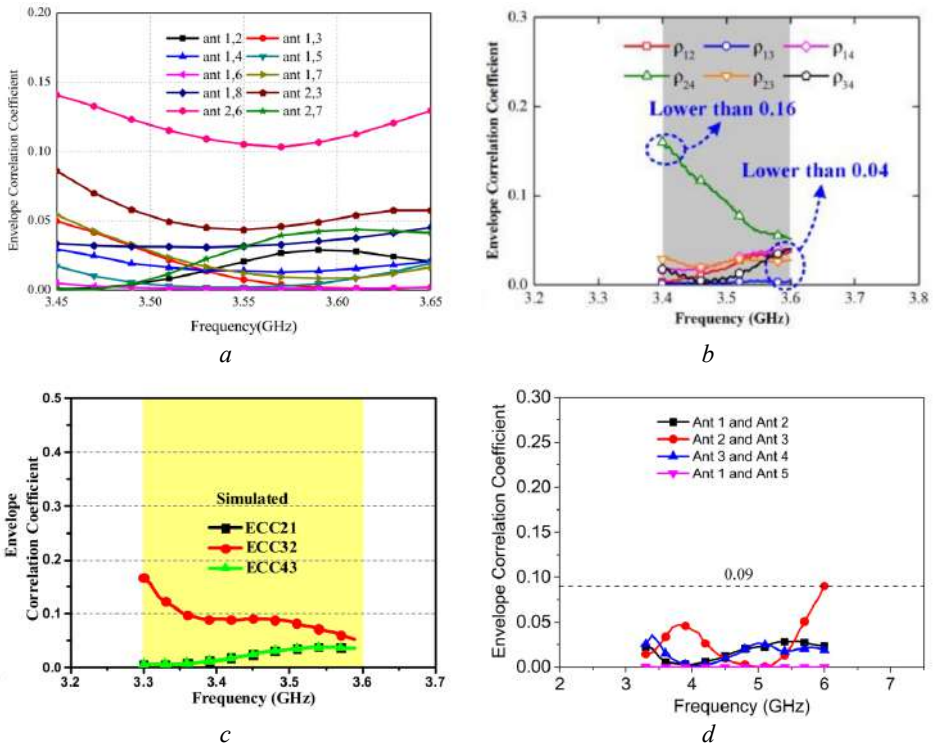 0.20
0.15
0.10
0.05
0.00
Envelope Correlation Coefficient
ant 1,2 ant 1,3
ant 1,4 ant 1,5
ant 1,6 ant 1,7
ant 1,8 ant 2,3
ant 2,6 ant 2,7
3.45 3.50 3.55 3.60 3.65
Frequency(GHz)
a
0.3
0.2
0.1
0.0
Envelope Correlation Coefficient
ρ12 ρ13 ρ14
ρ24 ρ23 ρ34
Lower than 0.16
Lower than 0.04
3.2 3.3 3.4 3.5 3.6 3.7 3.8
Frequency (GHz)
b
0.5
0.4
0.3
0.2
0.1
0.0
Envelope
Correlation Coefficient
Simulated
ECC21
ECC32
ECC43
3.2 3.3 3.4 3.5 3.6 3.7
Frequency (GHz)
c
0.30
0.25
0.20
0.15
0.10
0.05
0.00
Envelope Correlation Coefficient
Ant 1 and Ant 2
Ant 2 and Ant 3
Ant 3 and Ant 4
Ant 1 and Ant 5
0.09
2 3 4 5 6 7
Frequency (GHz)
d